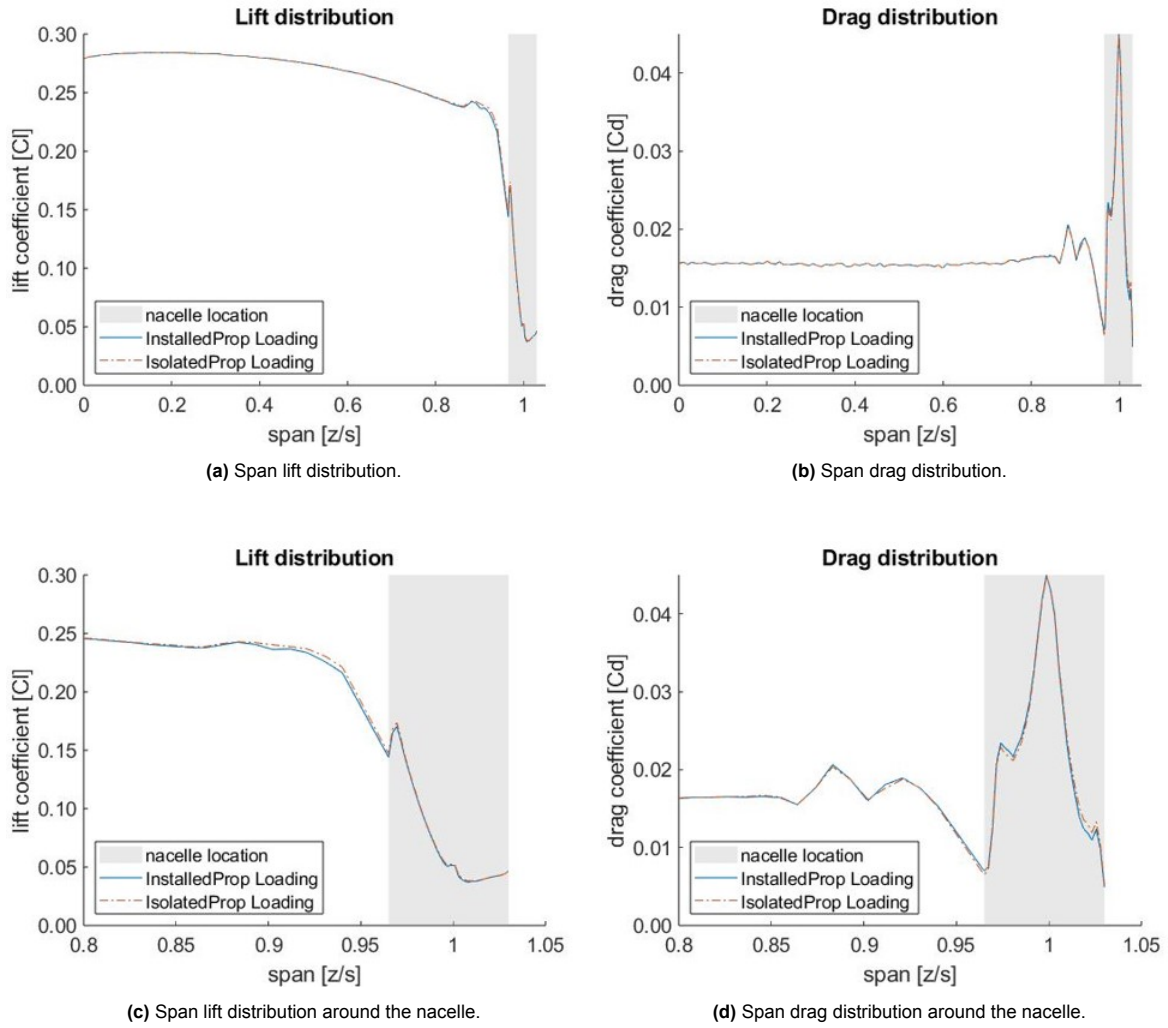 Lift distribution
lift coefficient [Cl]
0.30
0.25
0.20
0.15
0.10
0.05
0.00
nacelle location
InstalledProp Loading
IsolatedProp Loading
0 0.2 0.4 0.6 0.8 1
span [z/s]
(a) Span lift distribution.
Drag distribution
drag coefficient [Cd]
0.04
0.03
0.02
0.01
0.00
nacelle location
InstalledProp Loading
IsolatedProp Loading
0 0.2 0.4 0.6 0.8 1
span [z/s]
(b) Span drag distribution.
Lift distribution
lift coefficient [Cl]
0.30
0.25
0.20
0.15
0.10
0.05
0.00
nacelle location
InstalledProp Loading
IsolatedProp Loading
0.8 0.85 0.9 0.95 1 1.05
span [z/s]
(c) Span lift distribution around the nacelle.
Drag distribution
drag coefficient [Cd]
0.04
0.03
0.02
0.01
0.00
nacelle location
InstalledProp Loading
IsolatedProp Loading
0.8 0.85 0.9 0.95 1 1.05
span [z/s]
(d) Span drag distribution around the nacelle.